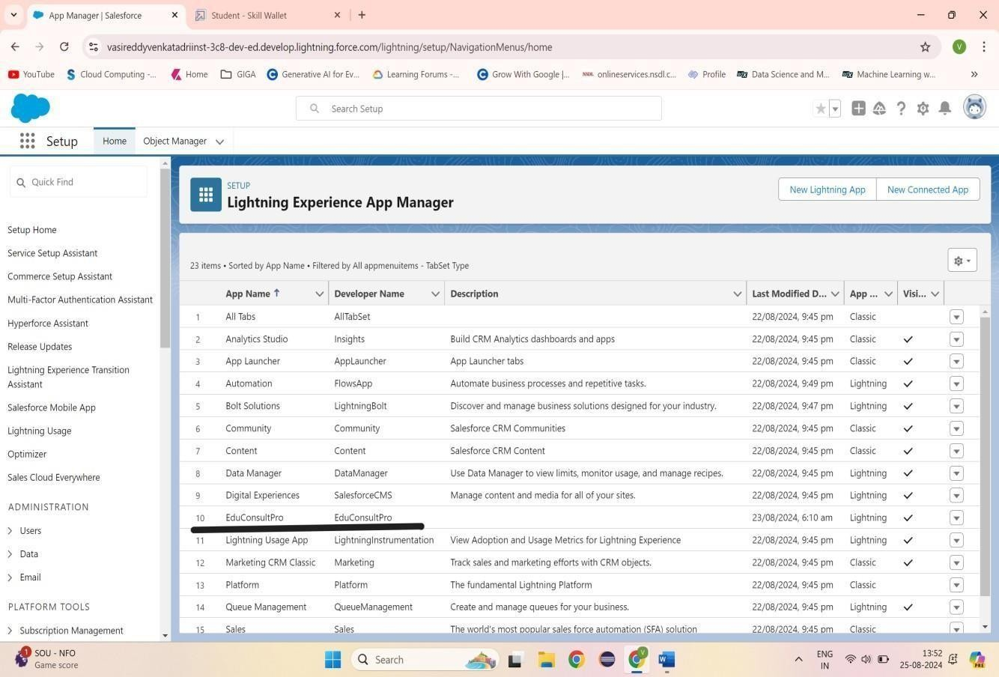 App Manager | Salesforce
Student - Skill Wallet
vasireddyvenkatadriinst-3c8-dev-ed.develop.lightning.force.com/lightning/setup/NavigationMenus/home
V
YouTube Cloud Computing -... Home GIGA Generative AI for Ev... Learning Forums -... Grow With Google |... NSDL onlineservices.nsdl.c... Profile Data Science and M... Machine Learning w...
Search Setup
Setup Home Object Manager
Quick Find
Setup Home
Service Setup Assistant
Commerce Setup Assistant
Multi-Factor Authentication Assistant
Hyperforce Assistant
Release Updates
Lightning Experience Transition
Assistant
Salesforce Mobile App
Lightning Usage
Optimizer
Sales Cloud Everywhere
ADMINISTRATION
Users
Data
Email
PLATFORM TOOLS
Subscription Management
SETUP
Lightning Experience App Manager
New Lightning App New Connected App
23 items • Sorted by App Name • Filtered by All appmenuitems - TabSet Type
App Name Developer Name Description Last Modified D... App ... Visi...
1 All Tabs AllTabSet 22/08/2024, 9:45 pm Classic
2 Analytics Studio Insights Build CRM Analytics dashboards and apps 22/08/2024, 9:45 pm Classic
3 App Launcher AppLauncher App Launcher tabs 22/08/2024, 9:45 pm Classic
4 Automation FlowsApp Automate business processes and repetitive tasks. 22/08/2024, 9:49 pm Lightning
5 Bolt Solutions LightningBolt Discover and manage business solutions designed for your industry. 22/08/2024, 9:47 pm Lightning
6 Community Community Salesforce CRM Communities 22/08/2024, 9:45 pm Classic
7 Content Content Salesforce CRM Content 22/08/2024, 9:45 pm Classic
8 Data Manager DataManager Use Data Manager to view limits, monitor usage, and manage recipes. 22/08/2024, 9:45 pm Lightning
9 Digital Experiences SalesforceCMS Manage content and media for all of your sites. 22/08/2024, 9:45 pm Lightning
10 EduConsultPro EduConsultPro 23/08/2024, 6:10 am Lightning
11 Lightning Usage App LightningInstrumentation View Adoption and Usage Metrics for Lightning Experience 22/08/2024, 9:45 pm Lightning
12 Marketing CRM Classic Marketing Track sales and marketing efforts with CRM objects. 22/08/2024, 9:45 pm Classic
13 Platform Platform The fundamental Lightning Platform 22/08/2024, 9:45 pm Classic
14 Queue Management QueueManagement Create and manage queues for your business. 22/08/2024, 9:45 pm Lightning
15 Sales Sales The world's most popular sales force automation (SFA) solution 22/08/2024, 9:45 pm Classic
1 SOU - NFO
Game score
Search
ENG
IN
13:52
25-08-2024
PRE